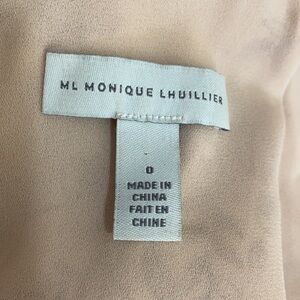 ML MONIQUE LHUILLIER
0
MADE IN
CHINA
FAIT EN
CHINE